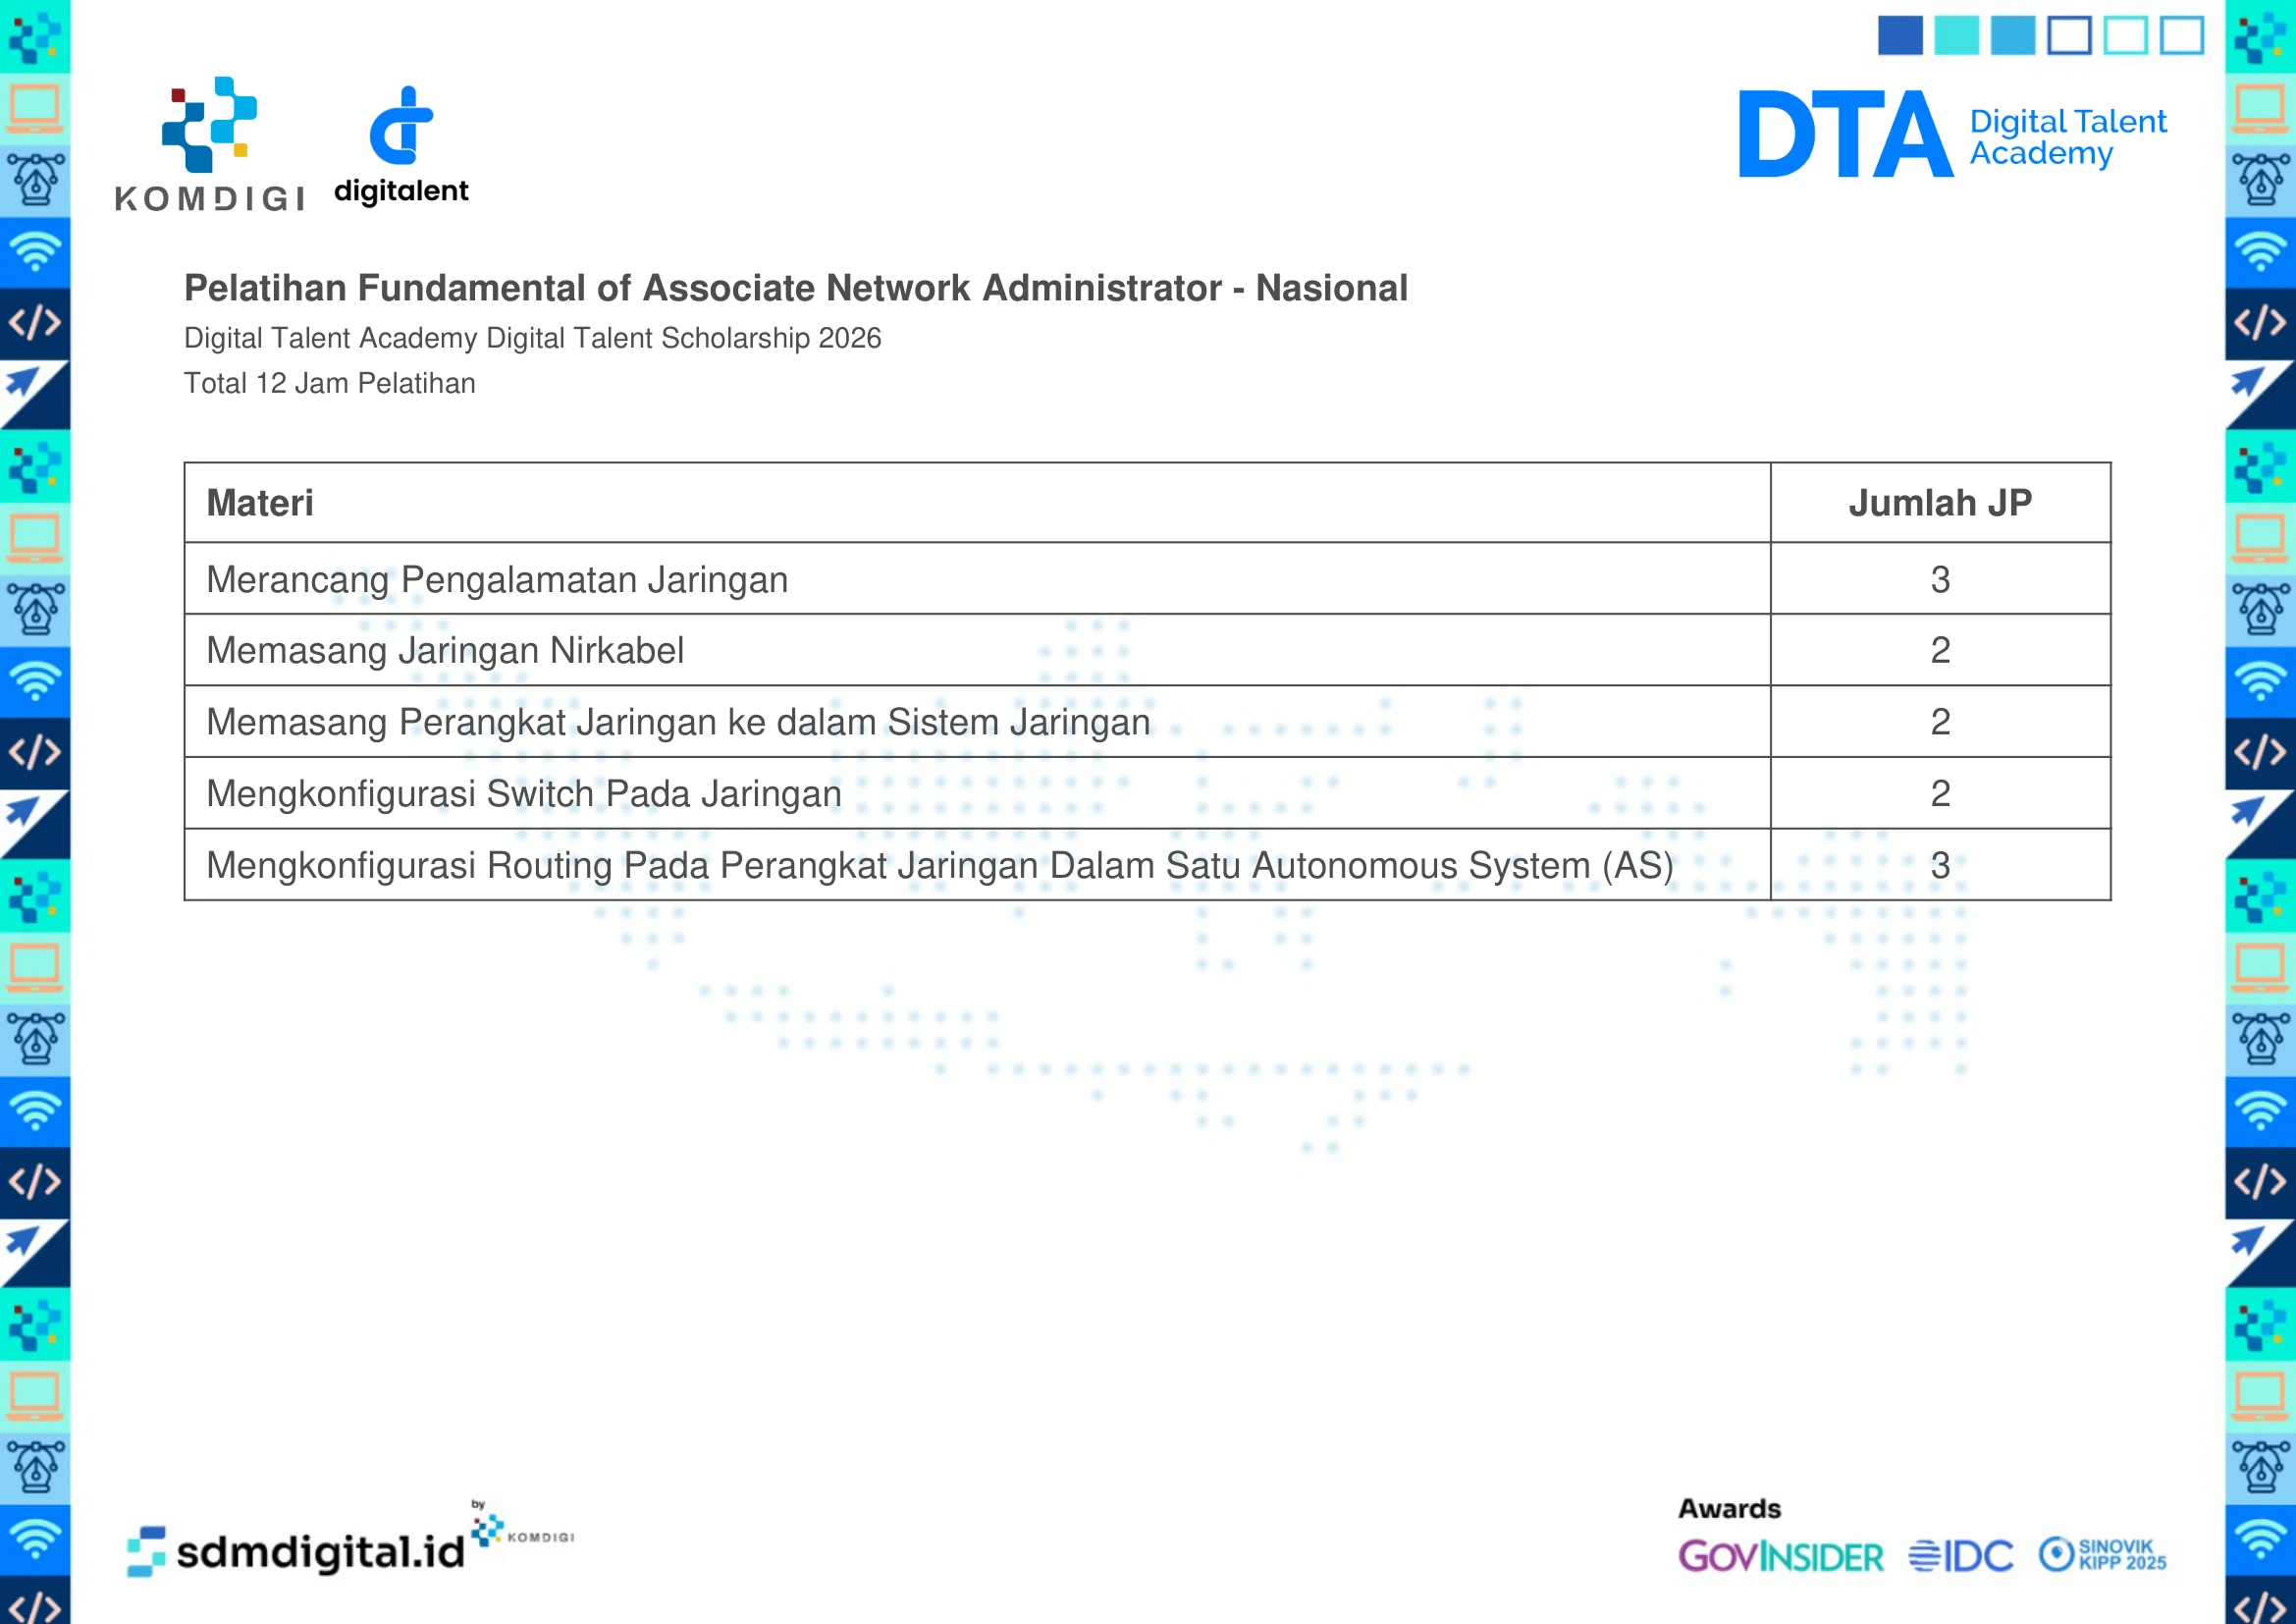 KOMDIGI
digitalent
DTA Digital Talent Academy
Pelatihan Fundamental of Associate Network Administrator - Nasional
Digital Talent Academy Digital Talent Scholarship 2026
Total 12 Jam Pelatihan
Materi Jumlah JP
Merancang Pengalamatan Jaringan 3
Memasang Jaringan Nirkabel 2
Memasang Perangkat Jaringan ke dalam Sistem Jaringan 2
Mengkonfigurasi Switch Pada Jaringan 2
Mengkonfigurasi Routing Pada Perangkat Jaringan Dalam Satu Autonomous System (AS) 3
sdmdigital.id by KOMDIGI
Awards
GOVINSIDER IDC SINOVIK KIPP 2025